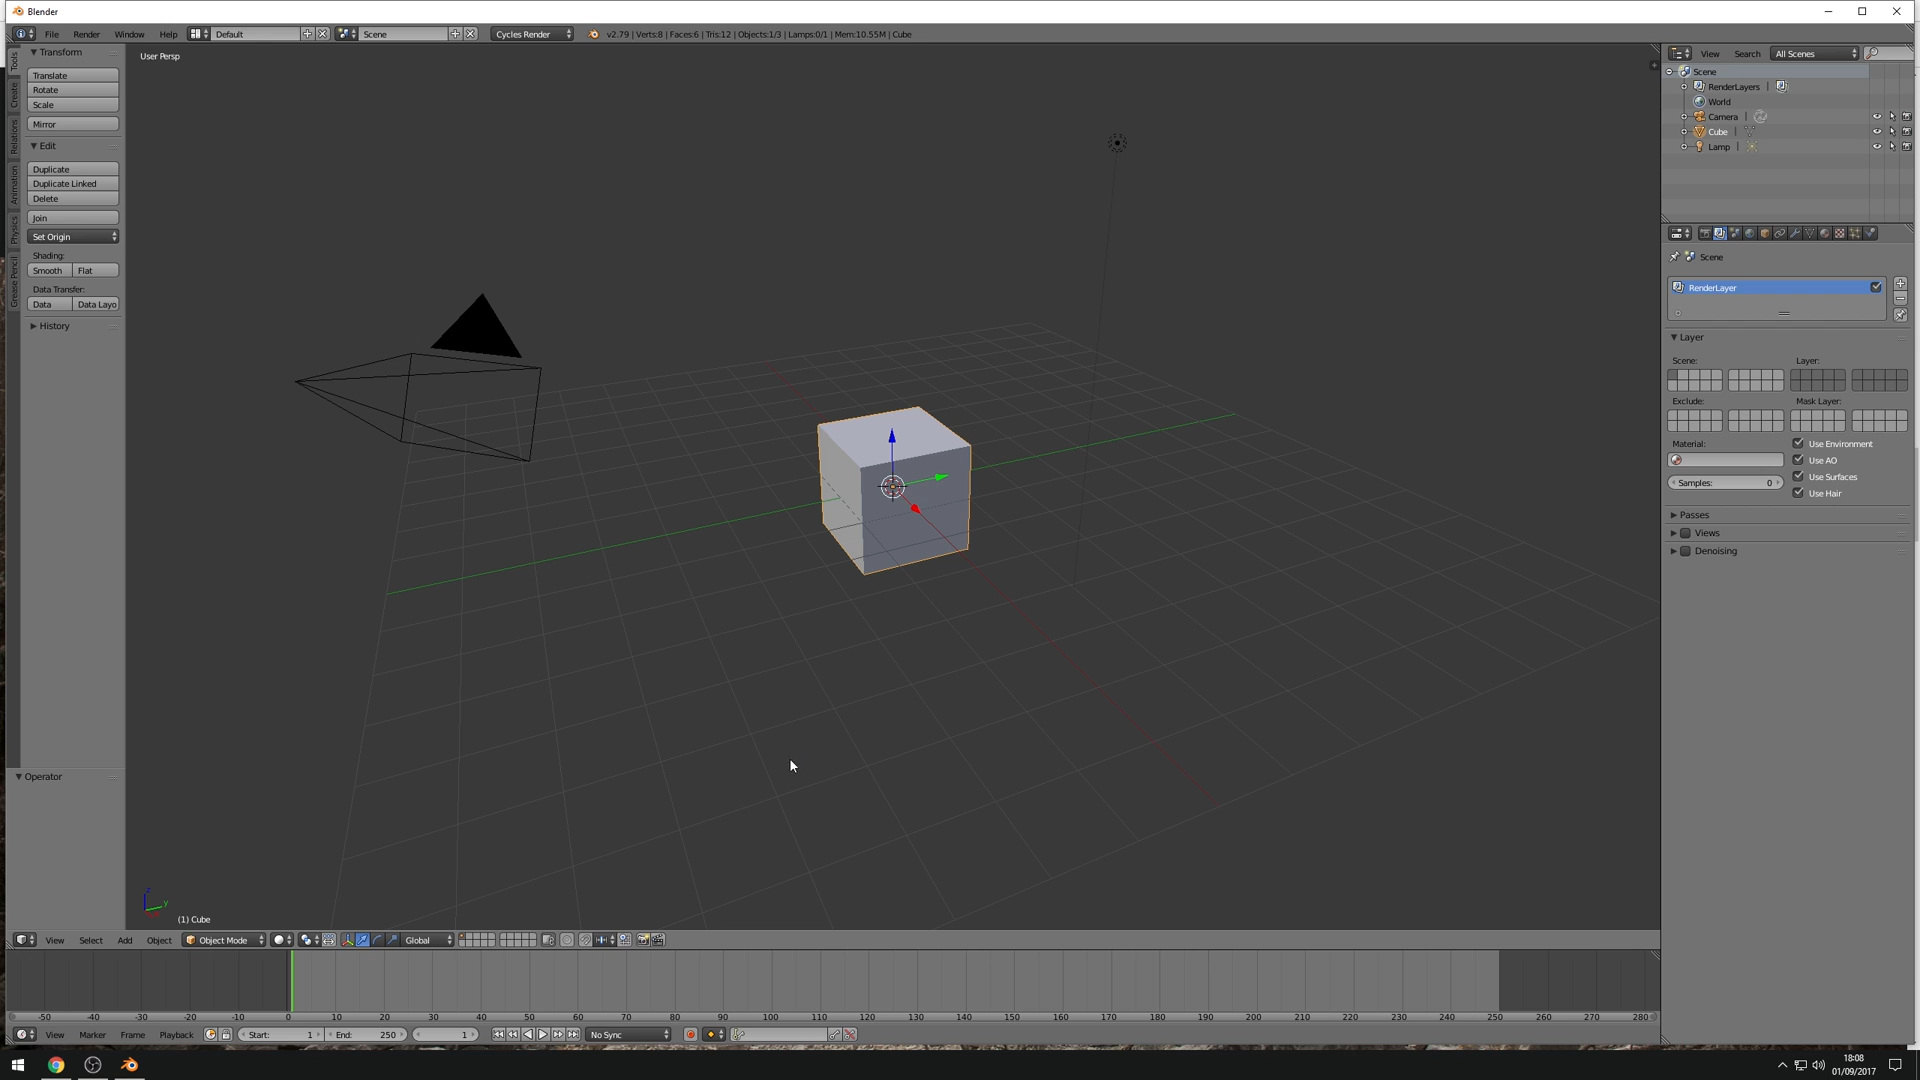 Blender
File Render Window Help Default Scene Cycles Render v2.79 | Verts:8 | Faces:6 | Tris:12 | Objects:1/3 | Lamps:0/1 | Mem:10.55M | Cube
Tools
Create
Relations
Animation
Physics
Grease Pencil
Transform
Translate
Rotate
Scale
Mirror
Edit
Duplicate
Duplicate Linked
Delete
Join
Set Origin
Shading:
Smooth Flat
Data Transfer:
Data Data Layo
History
Operator
User Persp
z
y
(1) Cube
View Search All Scenes
Scene
RenderLayers |
World
Camera |
Cube |
Lamp |
Scene
RenderLayer
Layer
Scene: Layer:
Exclude: Mask Layer:
Material: Use Environment
Use AO
Samples: 0 Use Surfaces
Use Hair
Passes
Views
Denoising
View Select Add Object Object Mode Global
-50 -40 -30 -20 -10 0 10 20 30 40 50 60 70 80 90 100 110 120 130 140 150 160 170 180 190 200 210 220 230 240 250 260 270 280
View Marker Frame Playback Start: 1 End: 250 1 No Sync
18:08
01/09/2017